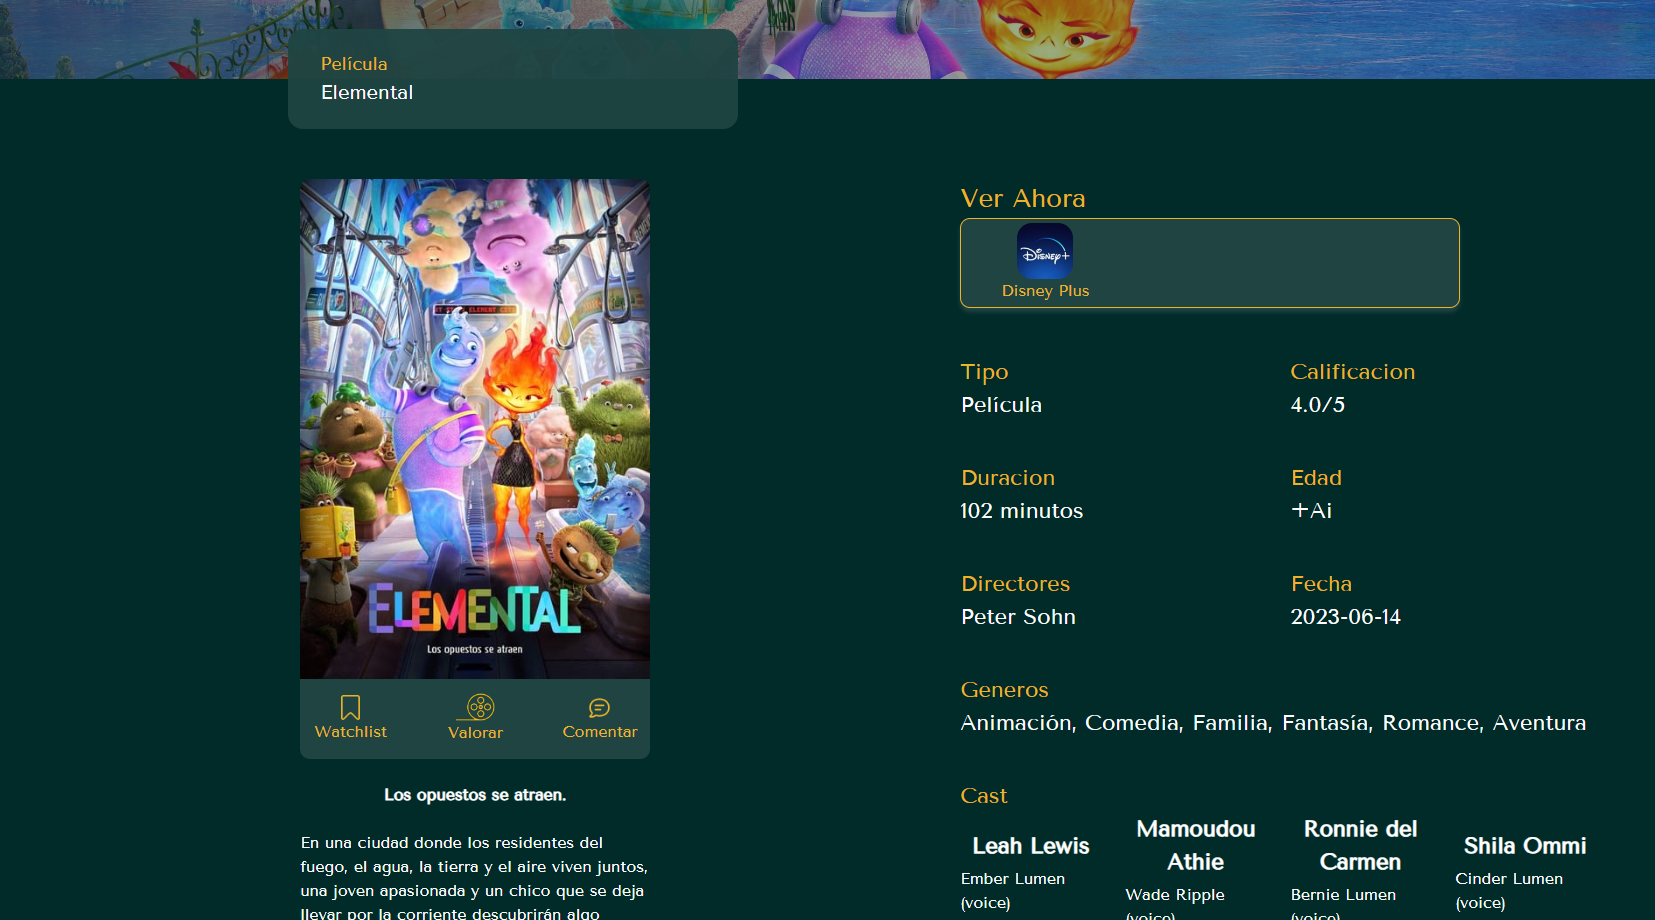 Película
Elemental
ELEMENT CITY
ELEMENTAL
Los opuestos se atraen
Watchlist
Valorar
Comentar
Los opuestos se atraen.
En una ciudad donde los residentes del
fuego, el agua, la tierra y el aire viven juntos,
una joven apasionada y un chico que se deja
llevar por la corriente descubrirán algo
Ver Ahora
Disney+
Disney Plus
Tipo
Película
Calificacion
4.0/5
Duracion
102 minutos
Edad
+Ai
Directores
Peter Sohn
Fecha
2023-06-14
Generos
Animación, Comedia, Familia, Fantasía, Romance, Aventura
Cast
Leah Lewis
Ember Lumen
(voice)
Mamoudou
Athie
Wade Ripple
(voice)
Ronnie del
Carmen
Bernie Lumen
(voice)
Shila Ommi
Cinder Lumen
(voice)